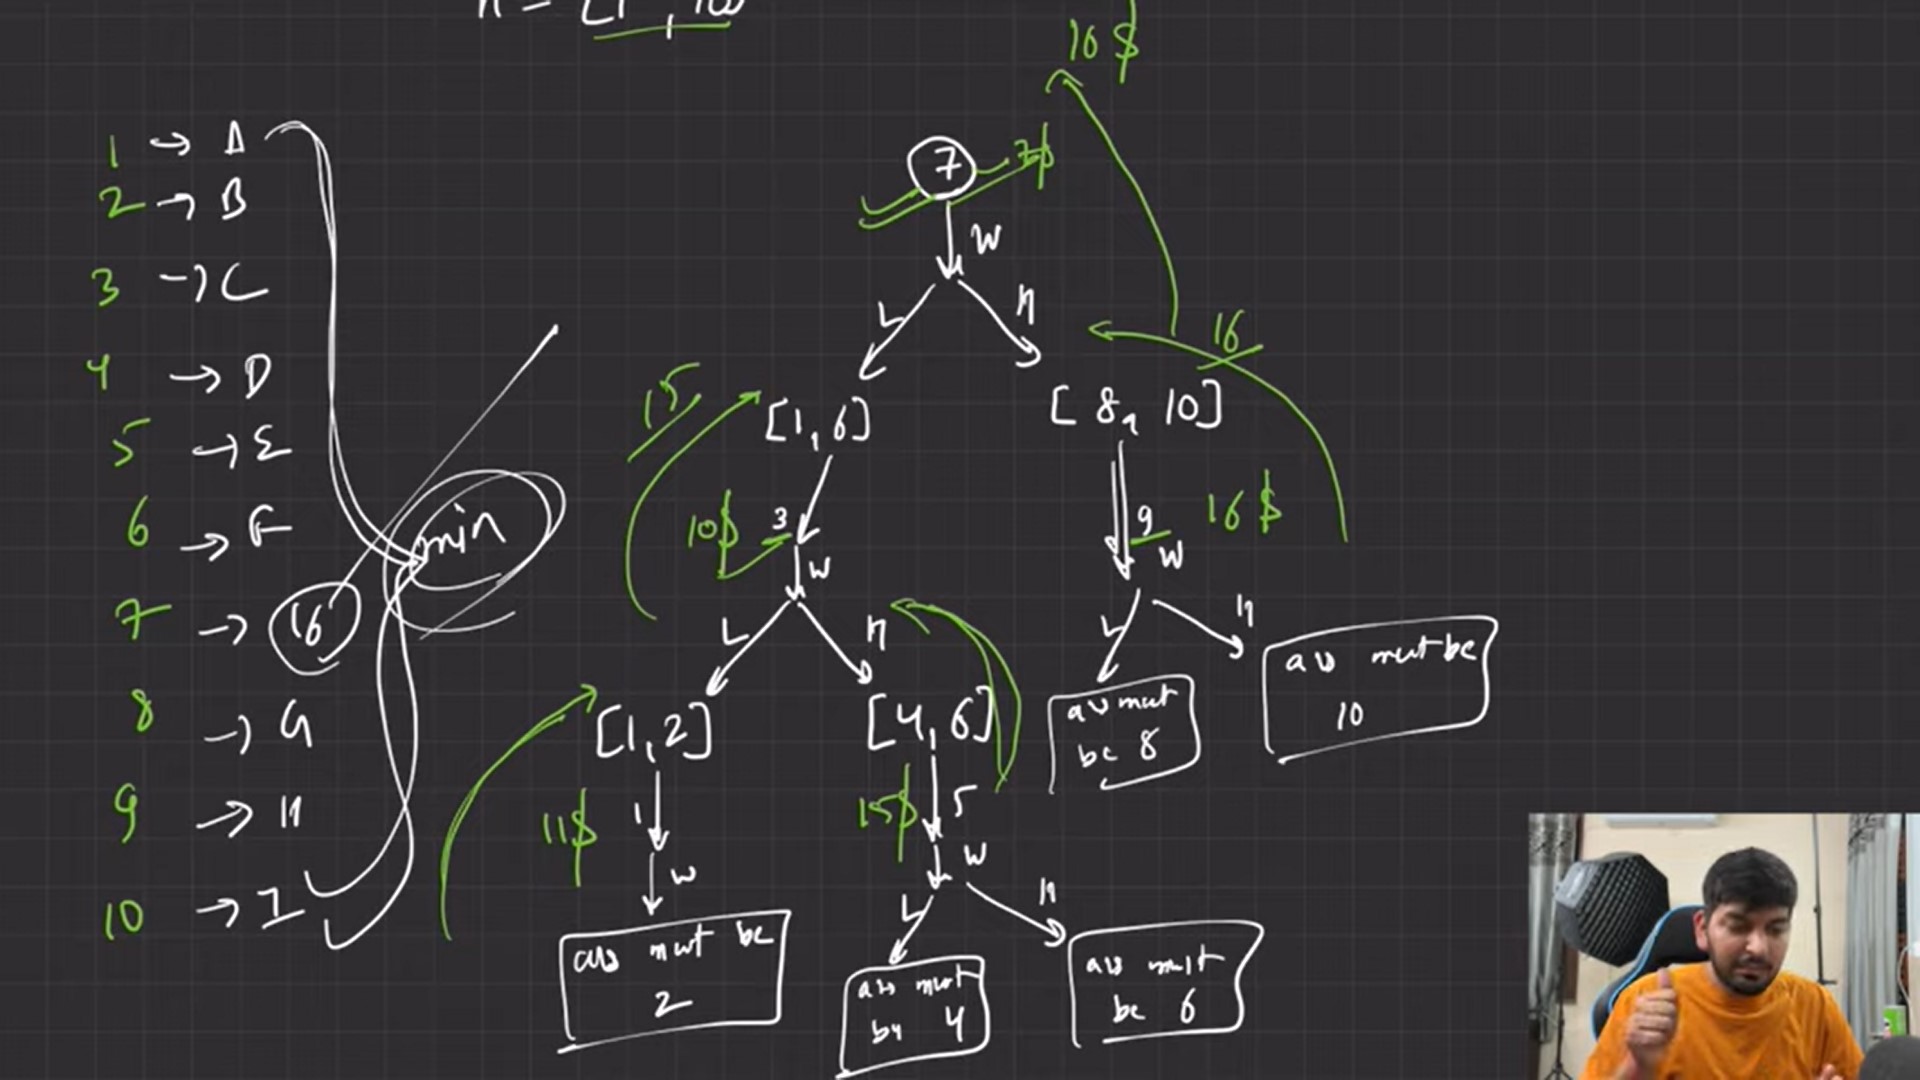 n = [1, 10
10 $
1 → A
2 → B
3 → C
4 → D
5 → E
6 → F
7 → 16
8 → G
9 → H
10 → I
min
7
7$
W
L
H
16
15
[1, 6]
[8, 10]
10$
3
W
9
W
16$
L
H
L
H
[1, 2]
[4, 6]
ans must
be 8
ans must be
10
11$
1
W
15$
5
W
L
H
ans must be
2
ans must
be 4
ans must
be 6